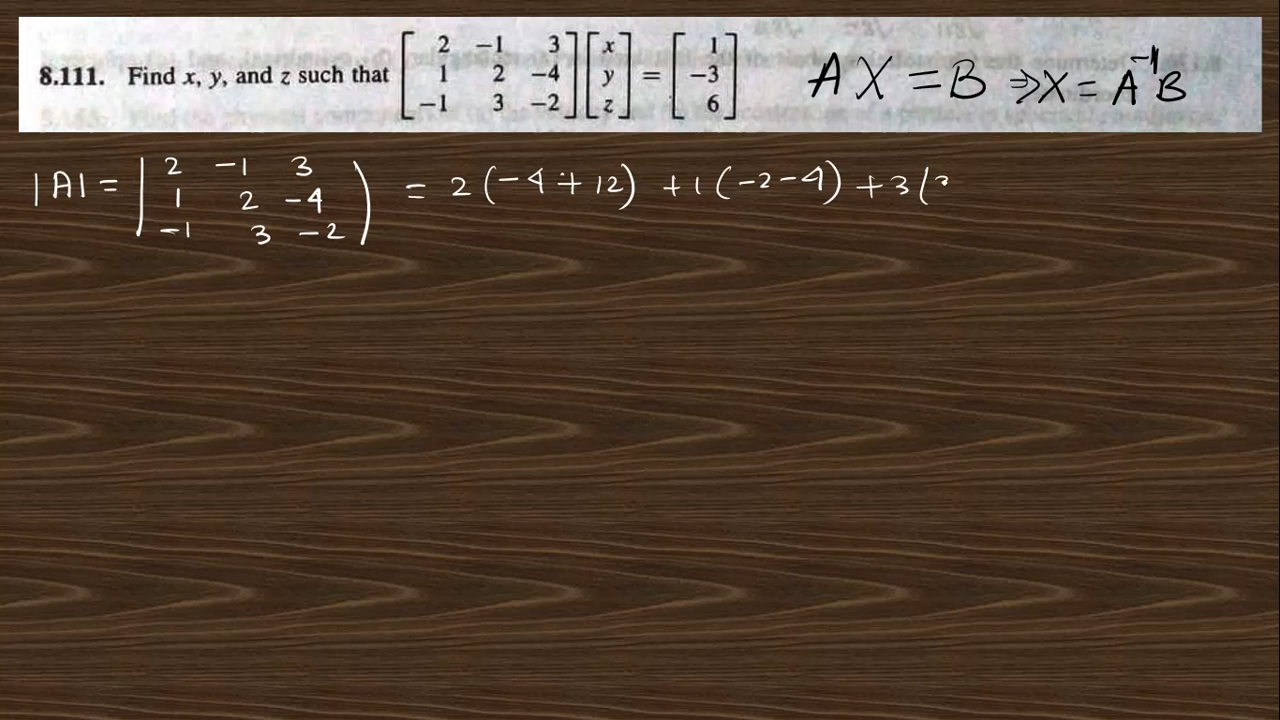 8.111. Find x, y, and z such that [2 −1 3; 1 2 −4; −1 3 −2] [x; y; z] = [1; −3; 6] AX = B ⇒ X = A⁻¹B
|A| = | 2 −1 3; 1 2 −4; −1 3 −2 | = 2(−4+12) +1(−2−4) +3(